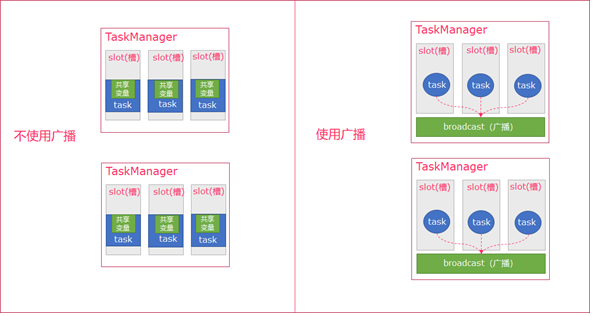 不使用广播
TaskManager
slot(槽) slot(槽) slot(槽)
共享 共享 共享
变量 变量 变量
task task task
TaskManager
slot(槽) slot(槽) slot(槽)
共享 共享 共享
变量 变量 变量
task task task
使用广播
TaskManager
slot(槽) slot(槽) slot(槽)
task task task
broadcast（广播）
TaskManager
slot(槽) slot(槽) slot(槽)
task task task
broadcast（广播）